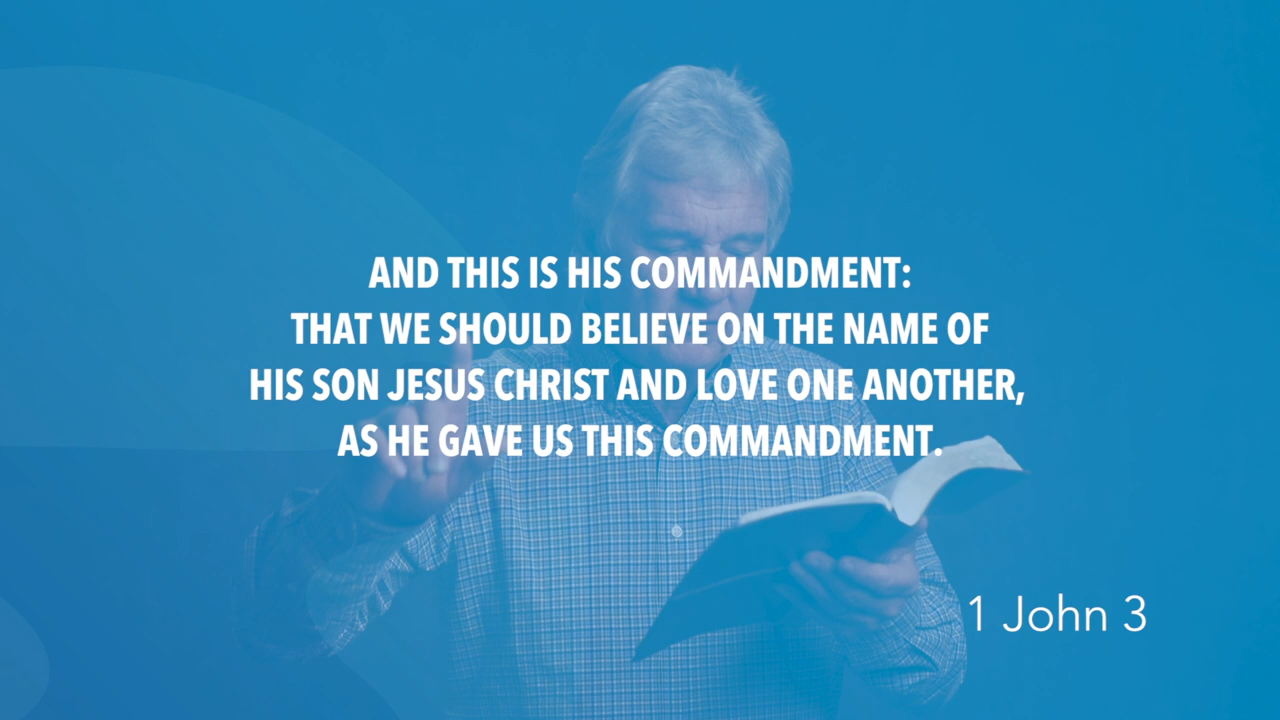 AND THIS IS HIS COMMANDMENT:
THAT WE SHOULD BELIEVE ON THE NAME OF
HIS SON JESUS CHRIST AND LOVE ONE ANOTHER,
AS HE GAVE US THIS COMMANDMENT.
1 John 3